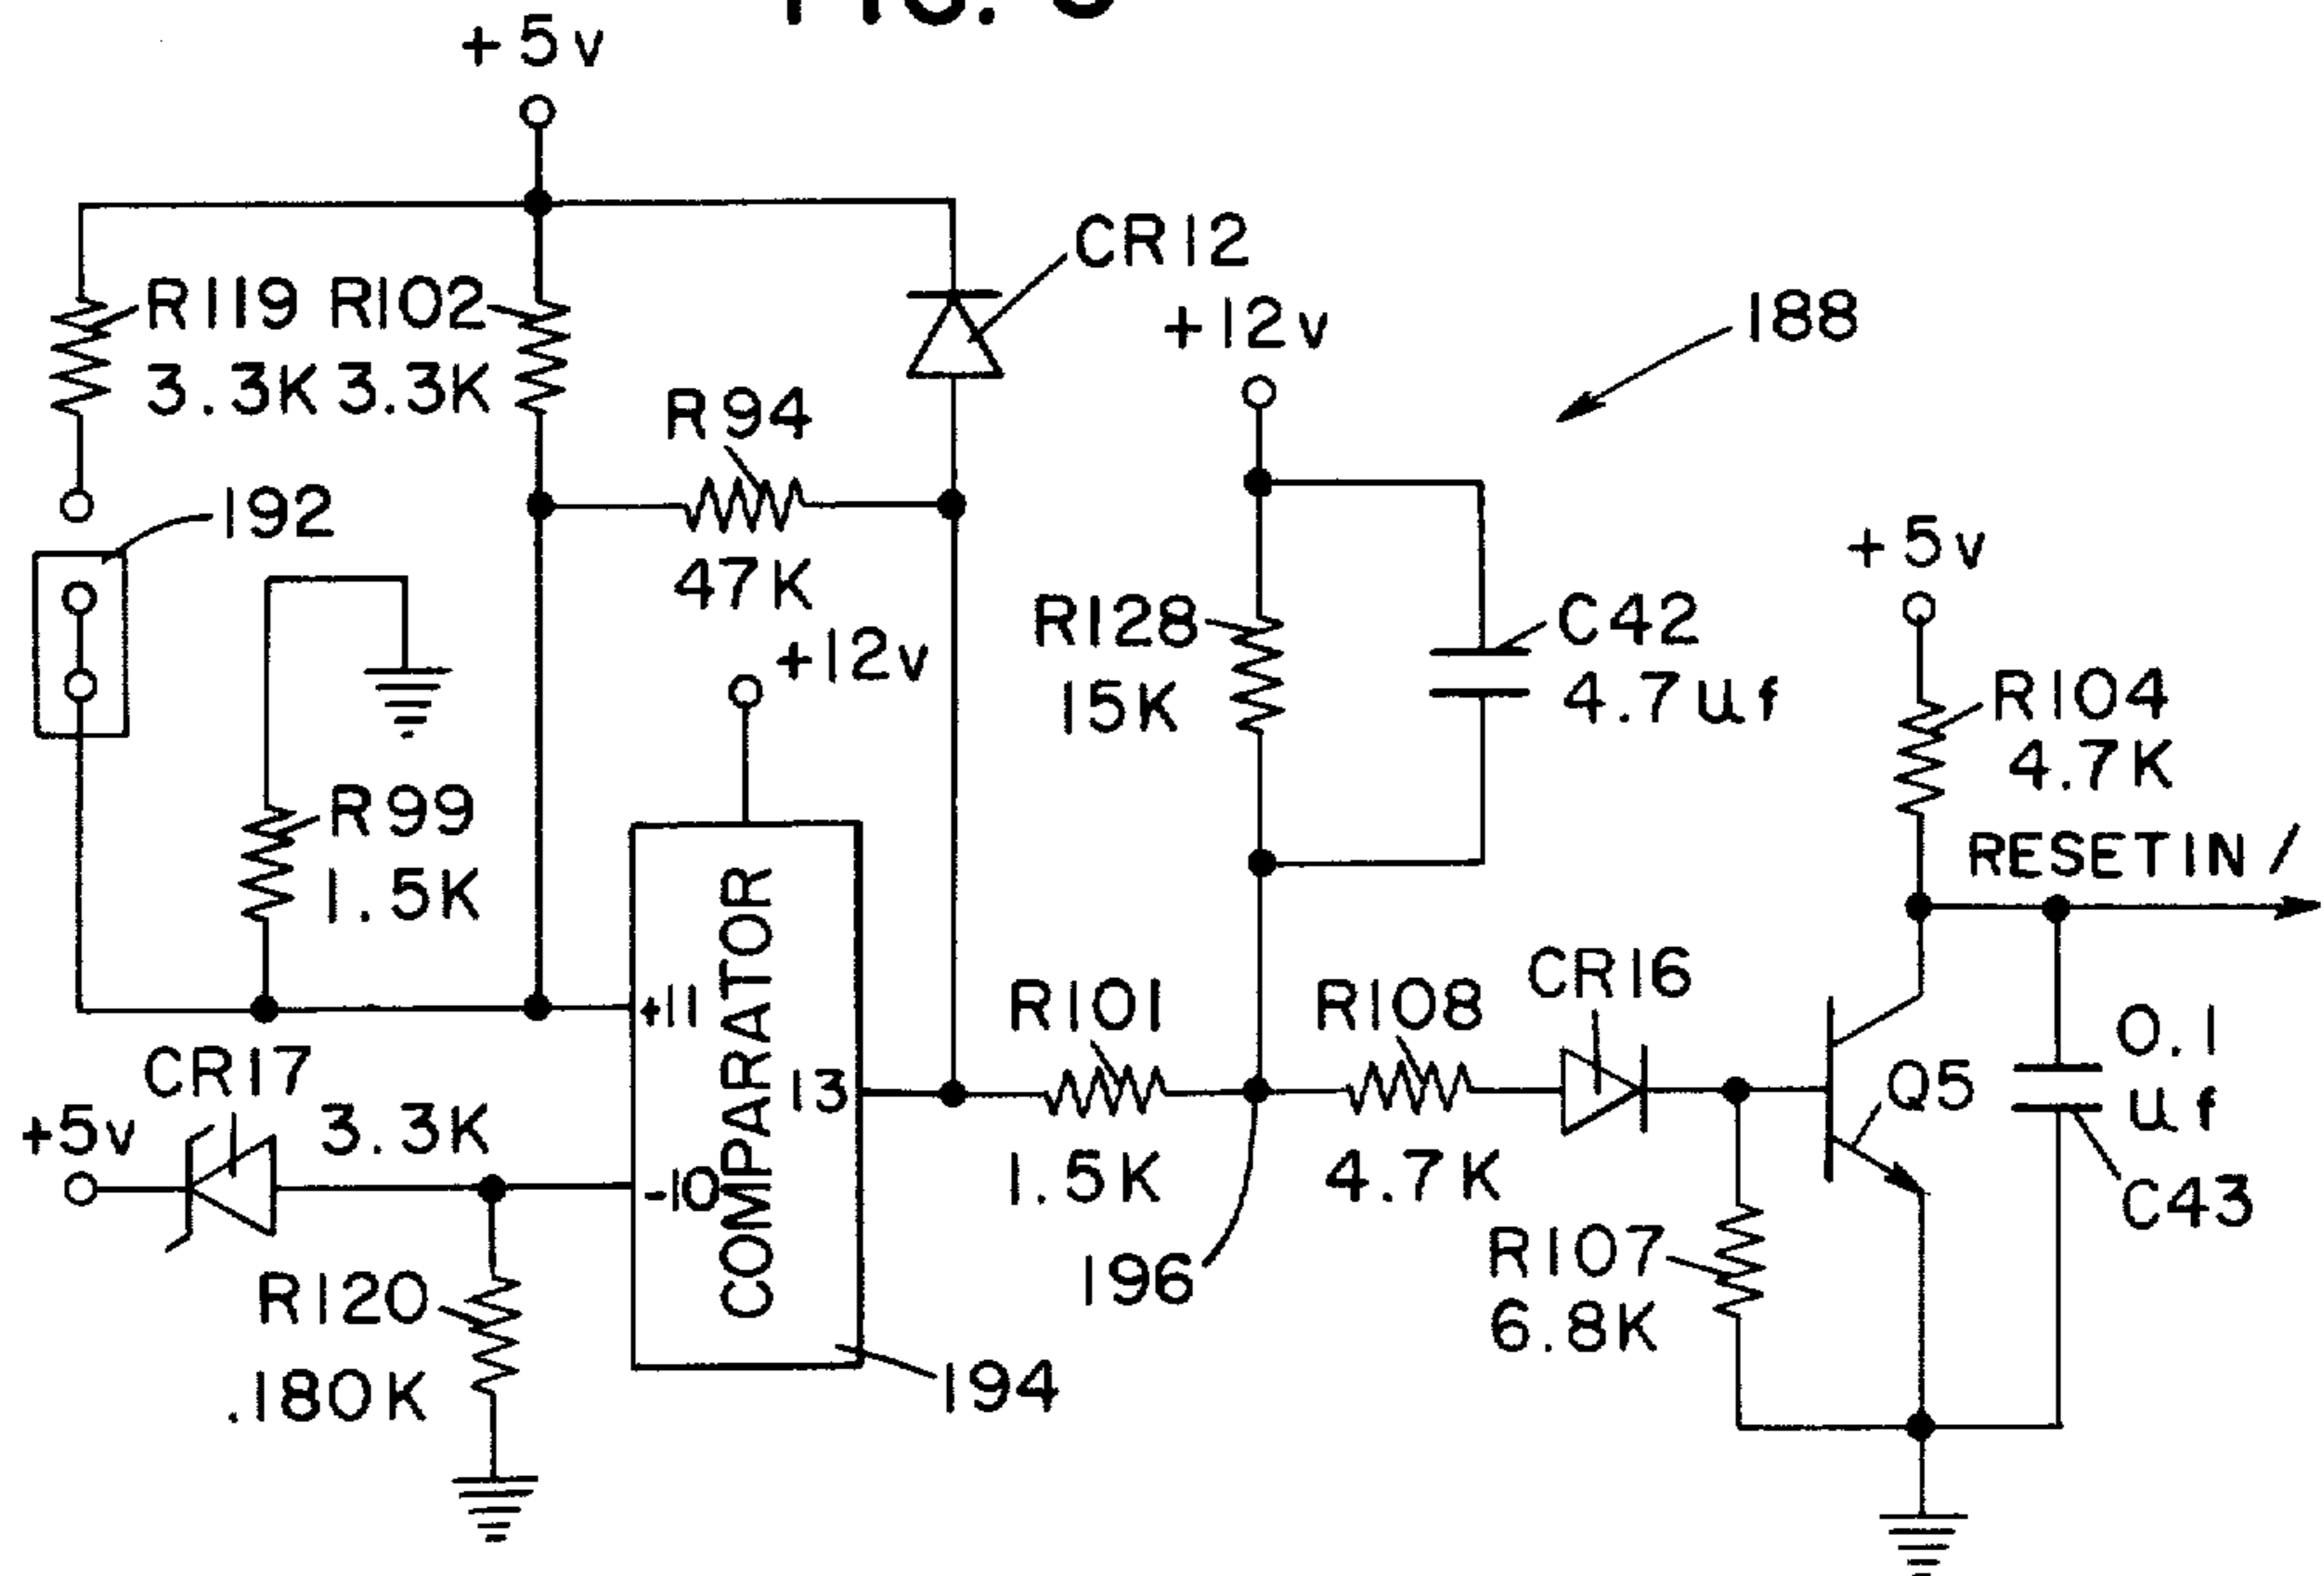 +5v
CR12
+12v
188
R119 R102
3.3K 3.3K
R94
47K
192
+12v
R128
15K
C42
4.7uf
+5v
R104
4.7K
RESETIN/
R99
1.5K
+11
COMPARATOR
13
-10
R101
1.5K
R108
4.7K
CR16
Q5
0.1
uf
C43
CR17
+5v
3.3K
R120
.180K
194
196
R107
6.8K